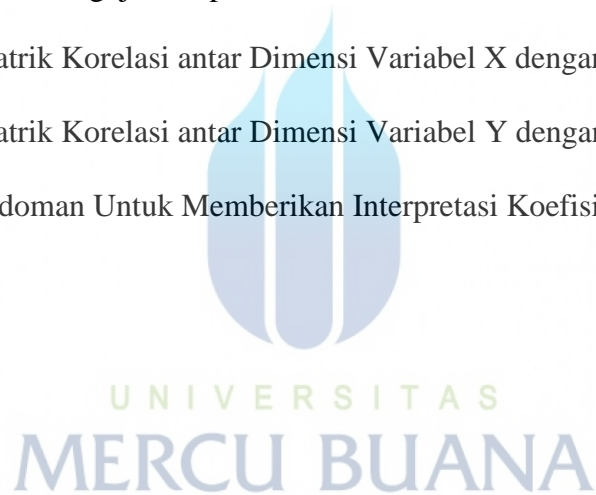 atrik Korelasi antar Dimensi Variabel X dengan
atrik Korelasi antar Dimensi Variabel Y dengan
doman Untuk Memberikan Interpretasi Koefisi
UNIVERSITAS
MERCU BUANA